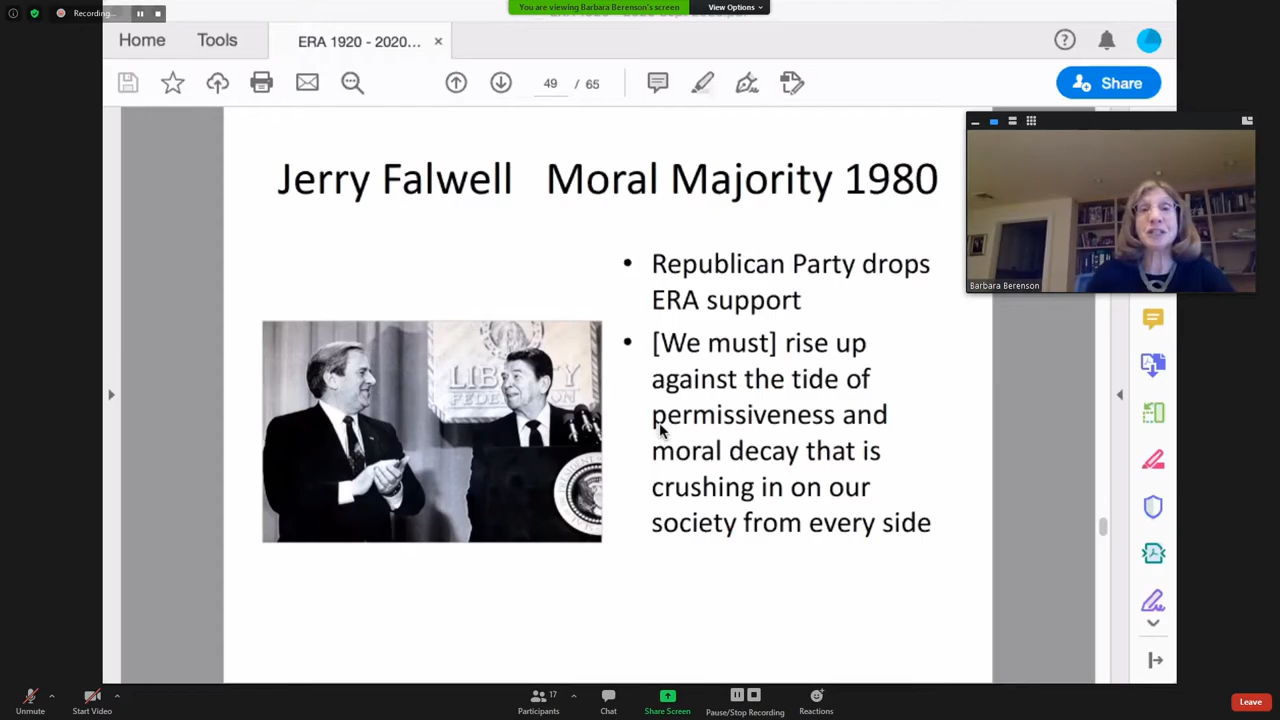 Recording...
You are viewing Barbara Berenson's screen
View Options
Home
Tools
ERA 1920 - 2020...
49 / 65
Share
Jerry Falwell Moral Majority 1980
Barbara Berenson
• Republican Party drops
ERA support
• [We must] rise up
against the tide of
permissiveness and
moral decay that is
crushing in on our
society from every side
LIBERTY
FEDERATION
Unmute
Start Video
17
Participants
Chat
Share Screen
Pause/Stop Recording
Reactions
Leave